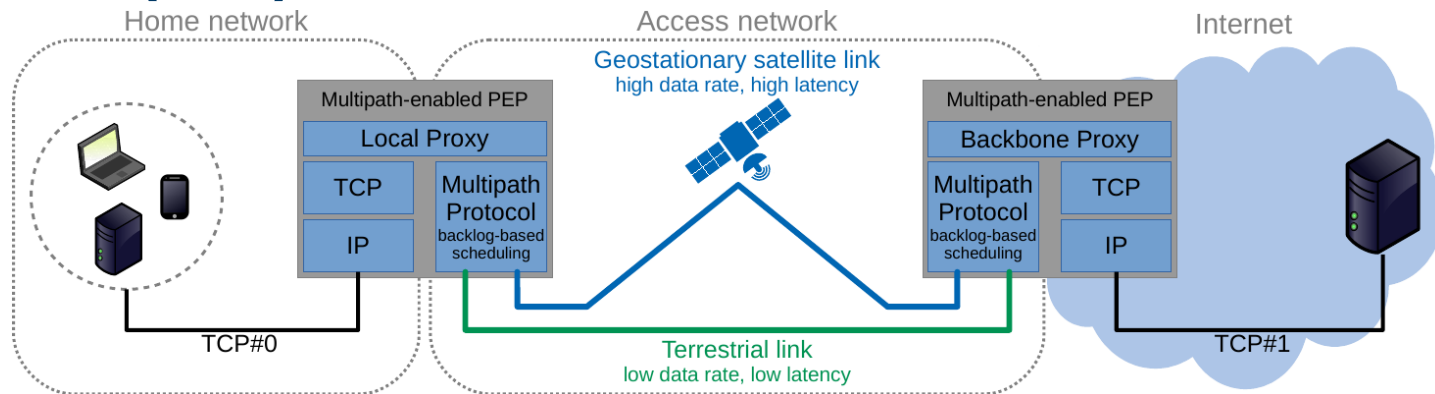 Home network
Access network
Internet
Geostationary satellite link
high data rate, high latency
Multipath-enabled PEP
Local Proxy
TCP
IP
Multipath
Protocol
backlog-based
scheduling
Multipath-enabled PEP
Backbone Proxy
Multipath
Protocol
backlog-based
scheduling
TCP
IP
TCP#0
Terrestrial link
low data rate, low latency
TCP#1